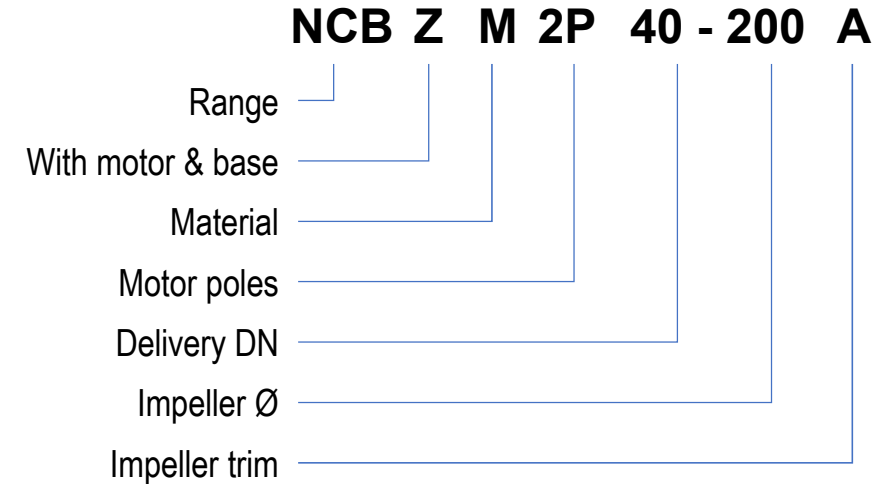 NCB Z M 2P 40 - 200 A
Range
With motor & base
Material
Motor poles
Delivery DN
Impeller Ø
Impeller trim